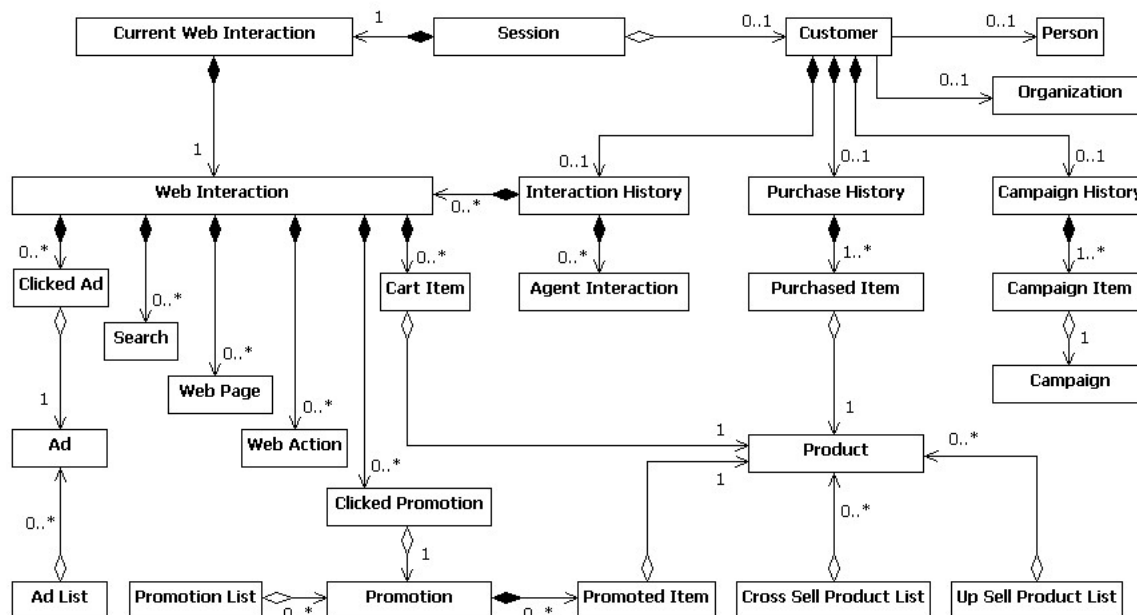 Current Web Interaction
1
Session
0..1
Customer
0..1
Person
0..1
Organization
1
0..1
0..1
0..1
Web Interaction
0..*
Interaction History
Purchase History
Campaign History
0..*
0..*
0..*
1..*
1..*
Clicked Ad
Cart Item
Agent Interaction
Purchased Item
Campaign Item
0..*
Search
1
0..*
Web Page
Campaign
1
1
0..*
Ad
Web Action
1
Product
0..*
0..*
1
Clicked Promotion
0..*
0..*
1
Ad List
Promotion List
0..*
Promotion
0..*
Promoted Item
Cross Sell Product List
Up Sell Product List